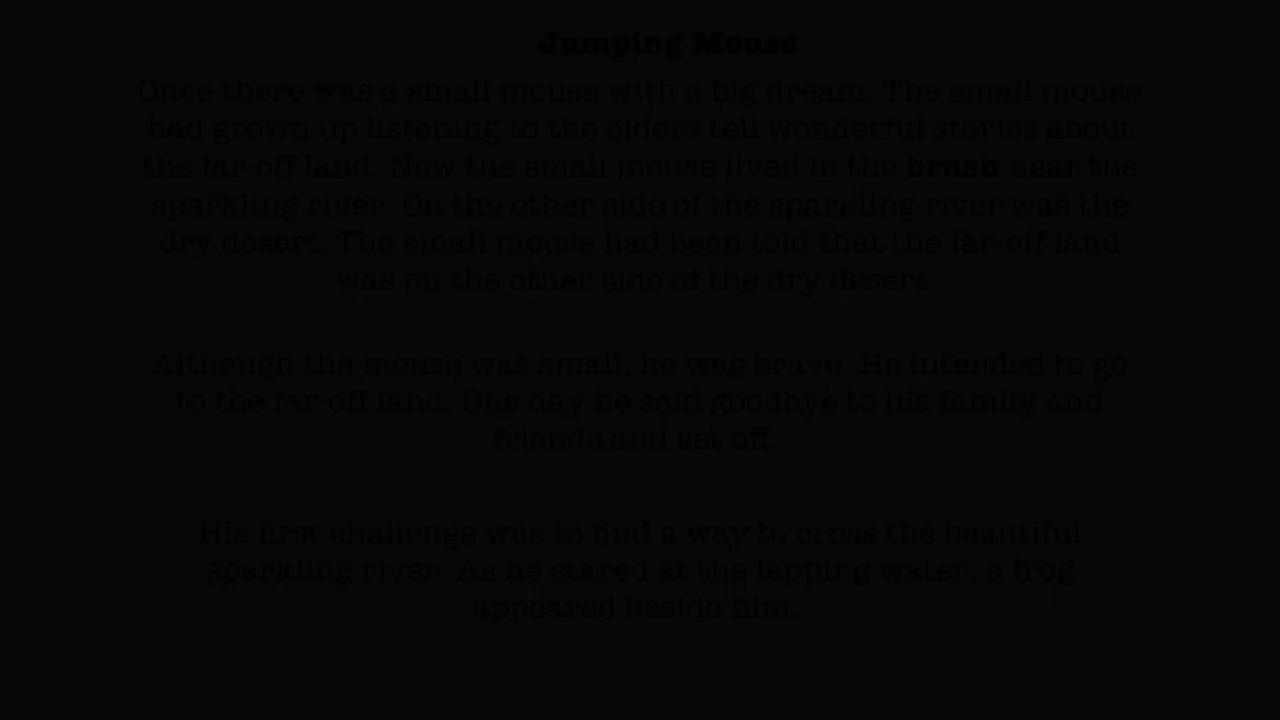 Jumping Mouse
Once there was a small mouse with a big dream. The small mouse
had grown up listening to the elders tell wonderful stories about
the far-off land. Now the small mouse lived in the brush near the
sparkling river. On the other side of the sparkling river was the
dry desert. The small mouse had been told that the far-off land
was on the other side of the dry desert.
Although the mouse was small, he was brave. He intended to go
to the far-off land. One day he said goodbye to his family and
friends and set off.
His first challenge was to find a way to cross the beautiful
sparkling river. As he stared at the lapping water, a frog
appeared beside him.